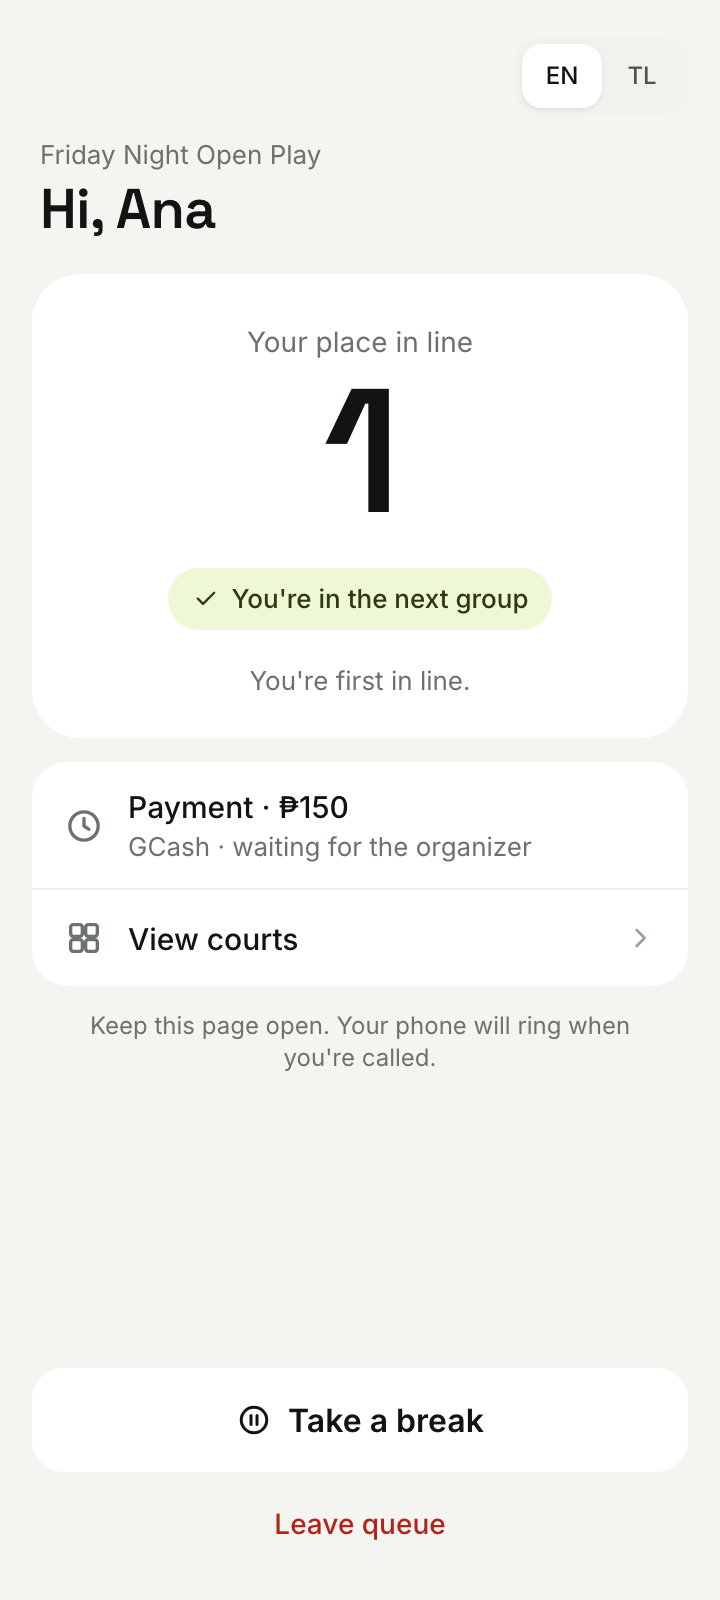 EN TL
Friday Night Open Play
Hi, Ana
Your place in line
1
You're in the next group
You're first in line.
Payment · ₱150
GCash · waiting for the organizer
View courts
Keep this page open. Your phone will ring when
you're called.
Take a break
Leave queue